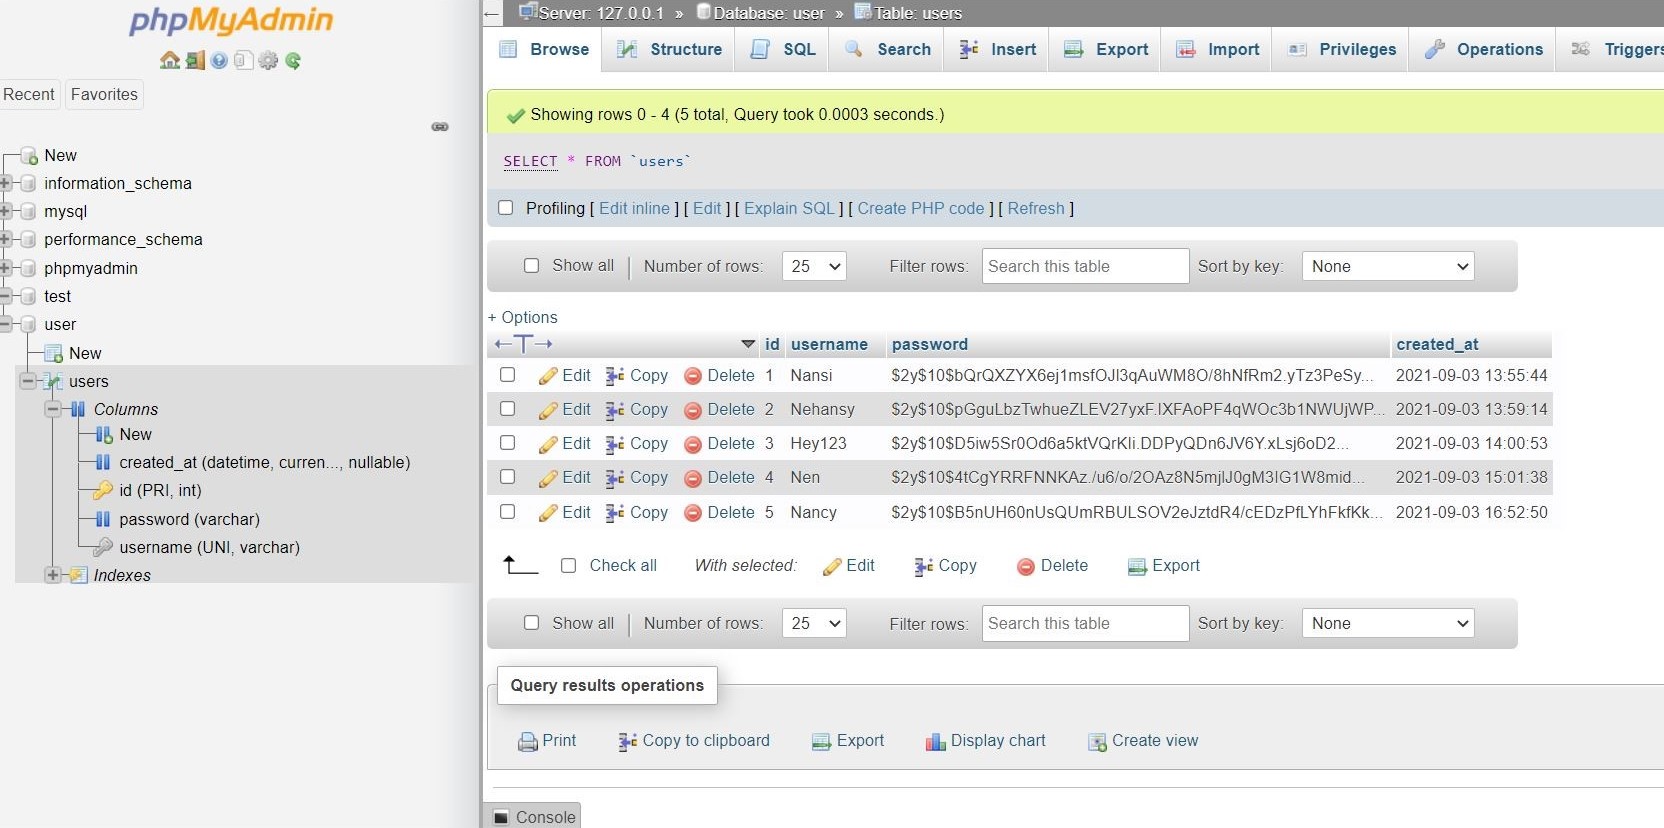 phpMyAdmin
Recent Favorites
New
information_schema
mysql
performance_schema
phpmyadmin
test
user
New
users
Columns
New
created_at (datetime, curren..., nullable)
id (PRI, int)
password (varchar)
username (UNI, varchar)
Indexes
← Server: 127.0.0.1 » Database: user » Table: users
Browse Structure SQL Search Insert Export Import Privileges Operations Triggers
Showing rows 0 - 4 (5 total, Query took 0.0003 seconds.)
SELECT * FROM `users`
Profiling [ Edit inline ] [ Edit ] [ Explain SQL ] [ Create PHP code ] [ Refresh ]
Show all | Number of rows: 25 Filter rows: Search this table Sort by key: None
+ Options
←T→ id username password created_at
Edit Copy Delete 1 Nansi $2y$10$bQrQXZYX6ej1msfOJl3qAuWM8O/8hNfRm2.yTz3PeSy... 2021-09-03 13:55:44
Edit Copy Delete 2 Nehansy $2y$10$pGguLbzTwhueZLEV27yxF.lXFAoPF4qWOc3b1NWUjWP... 2021-09-03 13:59:14
Edit Copy Delete 3 Hey123 $2y$10$D5iw5Sr0Od6a5ktVQrKli.DDPyQDn6JV6Y.xLsj6oD2... 2021-09-03 14:00:53
Edit Copy Delete 4 Nen $2y$10$4tCgYRRFNNKAz./u6/o/2OAz8N5mjlJ0gM3IG1W8mid... 2021-09-03 15:01:38
Edit Copy Delete 5 Nancy $2y$10$B5nUH60nUsQUmRBULSOV2eJztdR4/cEDzPfLYhFkfKk... 2021-09-03 16:52:50
Check all With selected: Edit Copy Delete Export
Show all | Number of rows: 25 Filter rows: Search this table Sort by key: None
Query results operations
Print Copy to clipboard Export Display chart Create view
Console